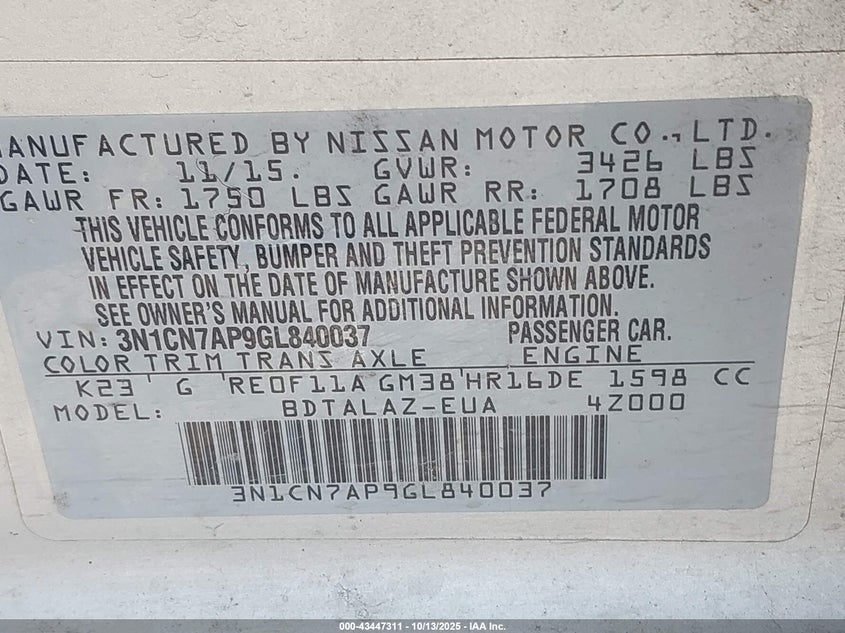 MANUFACTURED BY NISSAN MOTOR CO., LTD.
DATE: 11/15. GVWR: 3426 LBS
GAWR FR: 1750 LBS GAWR RR: 1708 LBS
THIS VEHICLE CONFORMS TO ALL APPLICABLE FEDERAL MOTOR
VEHICLE SAFETY, BUMPER AND THEFT PREVENTION STANDARDS
IN EFFECT ON THE DATE OF MANUFACTURE SHOWN ABOVE.
SEE OWNER'S MANUAL FOR ADDITIONAL INFORMATION.
VIN: 3N1CN7AP9GL840037 PASSENGER CAR.
COLOR TRIM TRANS AXLE ENGINE
K23 G RE0F11A GM38 HR16DE 1598 CC
MODEL: BDTALAZ-EUA 4Z000
3N1CN7AP9GL840037
000-43447311 - 10/13/2025 - IAA Inc.